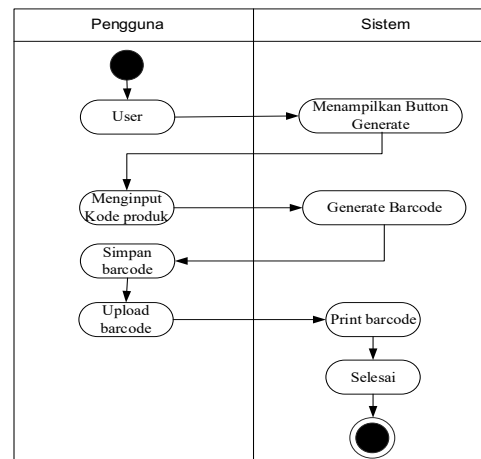 Pengguna
Sistem
User
Menampilkan Button
Generate
Menginput
Kode produk
Generate Barcode
Simpan
barcode
Upload
barcode
Print barcode
Selesai